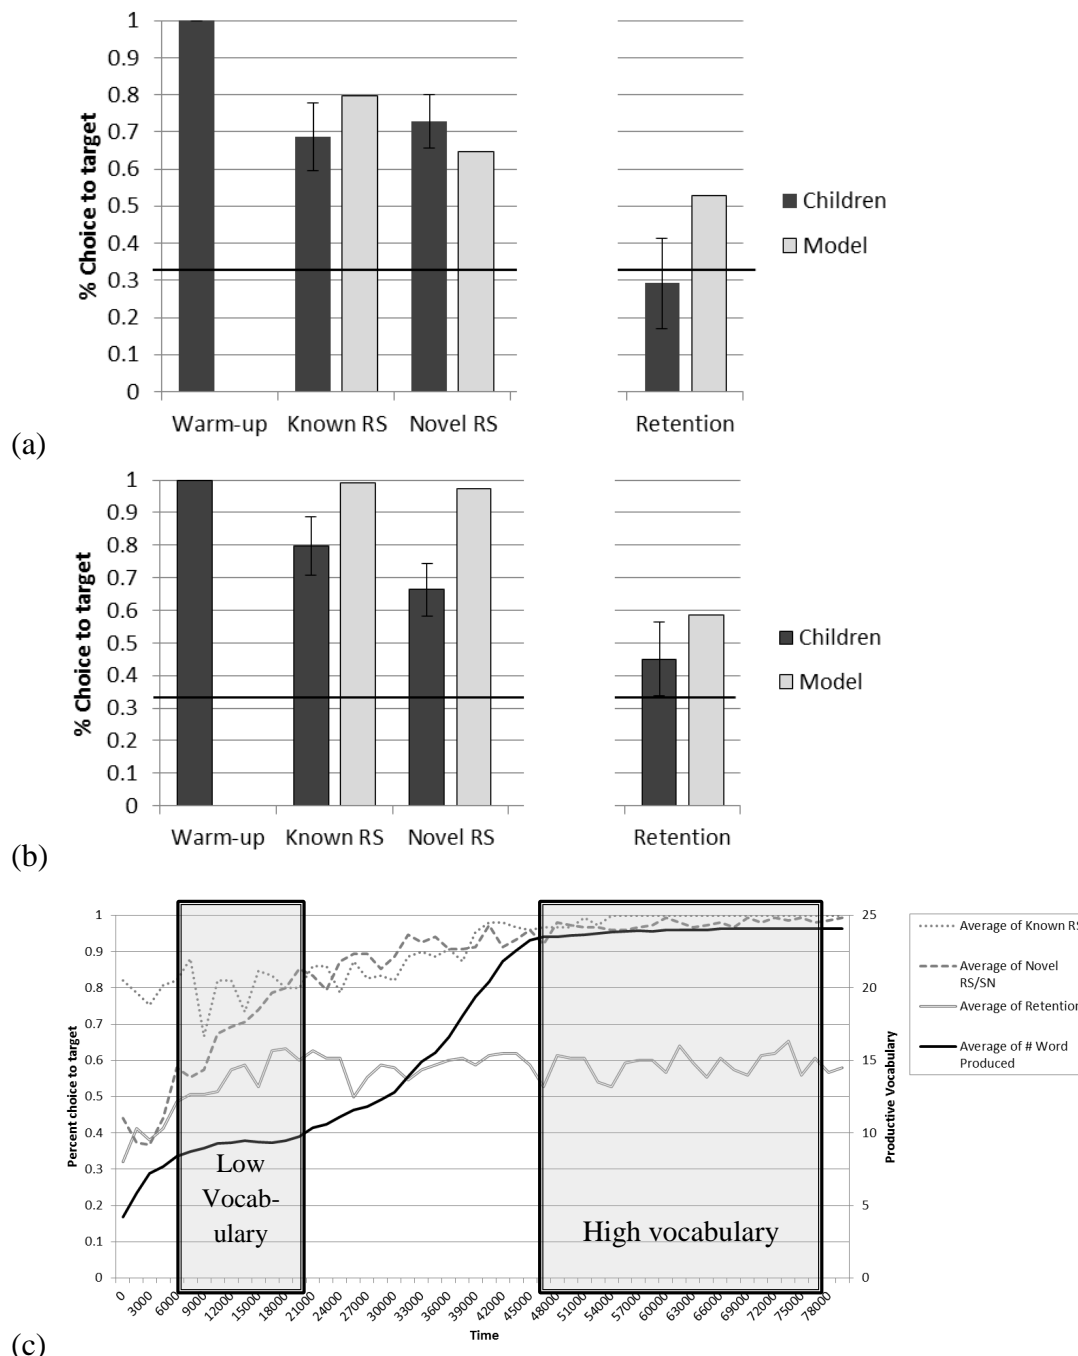 1
0.9
0.8
0.7
0.6
0.5
0.4
0.3
0.2
0.1
0
% Choice to target
Warm-up Known RS Novel RS Retention
Children
Model
(a)
1
0.9
0.8
0.7
0.6
0.5
0.4
0.3
0.2
0.1
0
% Choice to target
Warm-up Known RS Novel RS Retention
Children
Model
(b)
1
0.9
0.8
0.7
0.6
0.5
0.4
0.3
0.2
0.1
0
Percent choice to target
25
20
15
10
5
0
Productive Vocabulary
Low
Vocab-
ulary
High vocabulary
0 3000 6000 9000 12000 15000 18000 21000 24000 27000 30000 33000 36000 39000 42000 45000 48000 51000 54000 57000 60000 63000 66000 69000 72000 75000 78000
Time
Average of Known RS
Average of Novel
RS/SN
Average of Retention
Average of # Word
Produced
(c)